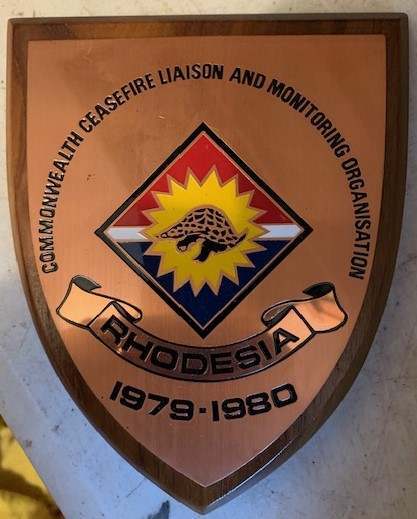 COMMONWEALTH CEASEFIRE LIAISON AND MONITORING ORGANISATION
RHODESIA
1979-1980